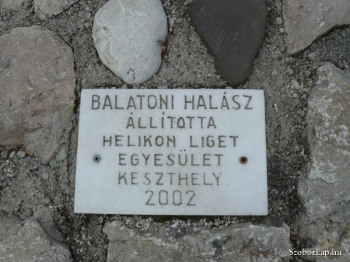 BALATONI HALÁSZ
ÁLLÍTOTTA
HELIKON LIGET
EGYESÜLET
KESZTHELY
2002
SzoborLap.hu